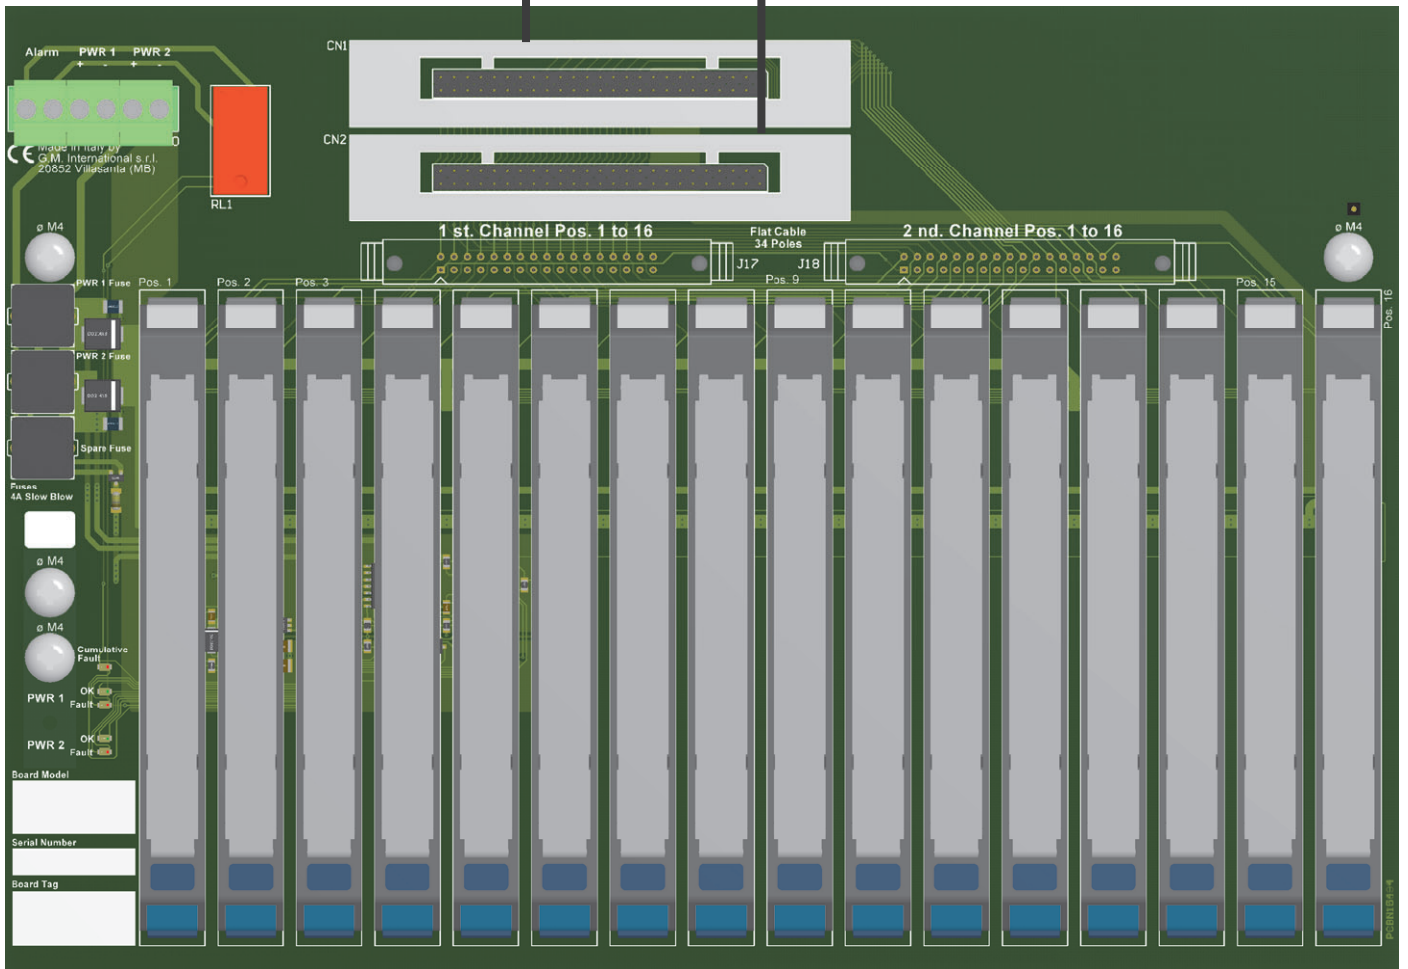 Alarm PWR 1 PWR 2
+ - + -
CN1
Made in Italy by
G.M. International s.r.l.
20852 Villasanta (MB)
CE
RL1
CN2
ø M4
1 st. Channel Pos. 1 to 16
Flat Cable
34 Poles
2 nd. Channel Pos. 1 to 16
ø M4
J17 J18
PWR 1 Fuse
Pos. 1
Pos. 2
Pos. 3
Pos. 9
Pos. 15
Pos. 16
PWR 2 Fuse
Spare Fuse
Fuses
4A Slow Blow
ø M4
ø M4
Cumulative
Fault
PWR 1
OK
Fault
PWR 2
OK
Fault
Board Model
Serial Number
Board Tag